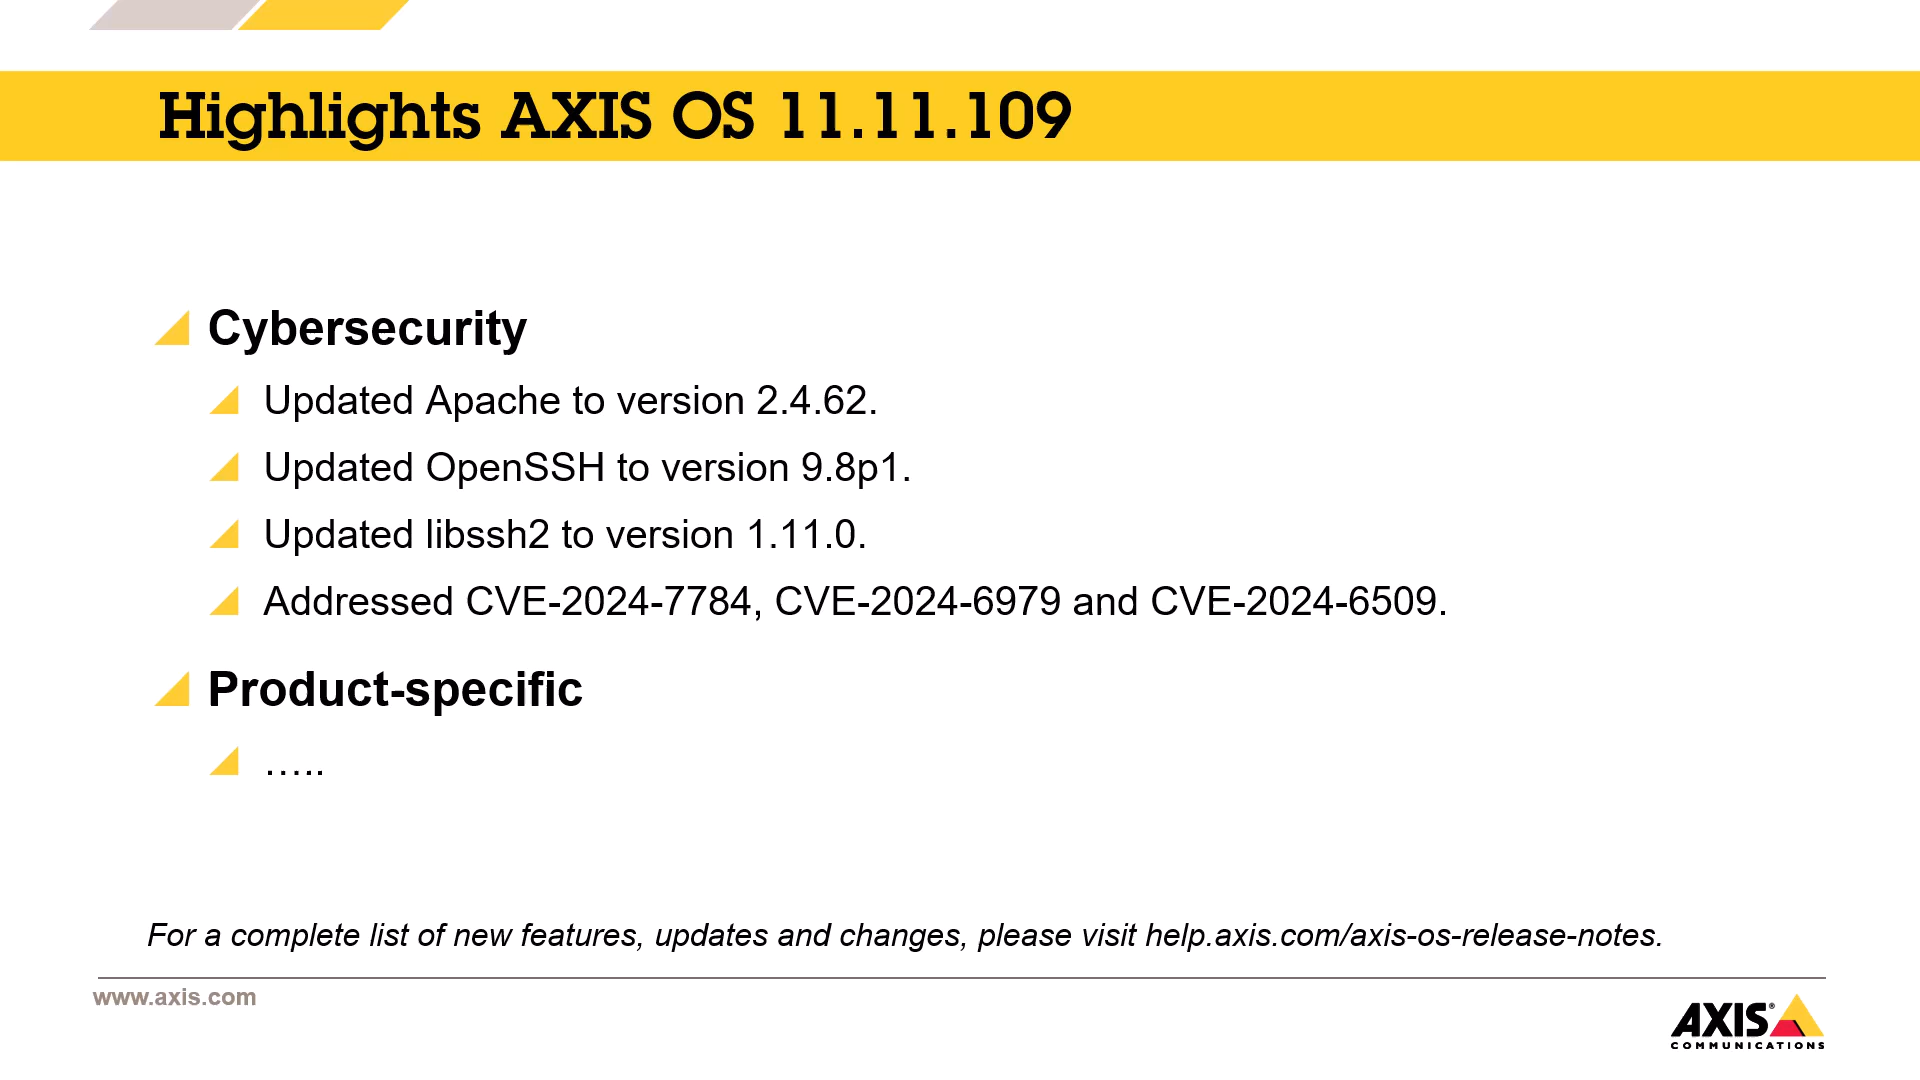 Highlights AXIS OS 11.11.109
Cybersecurity
Updated Apache to version 2.4.62.
Updated OpenSSH to version 9.8p1.
Updated libssh2 to version 1.11.0.
Addressed CVE-2024-7784, CVE-2024-6979 and CVE-2024-6509.
Product-specific
…..
For a complete list of new features, updates and changes, please visit help.axis.com/axis-os-release-notes.
www.axis.com
AXIS®
COMMUNICATIONS